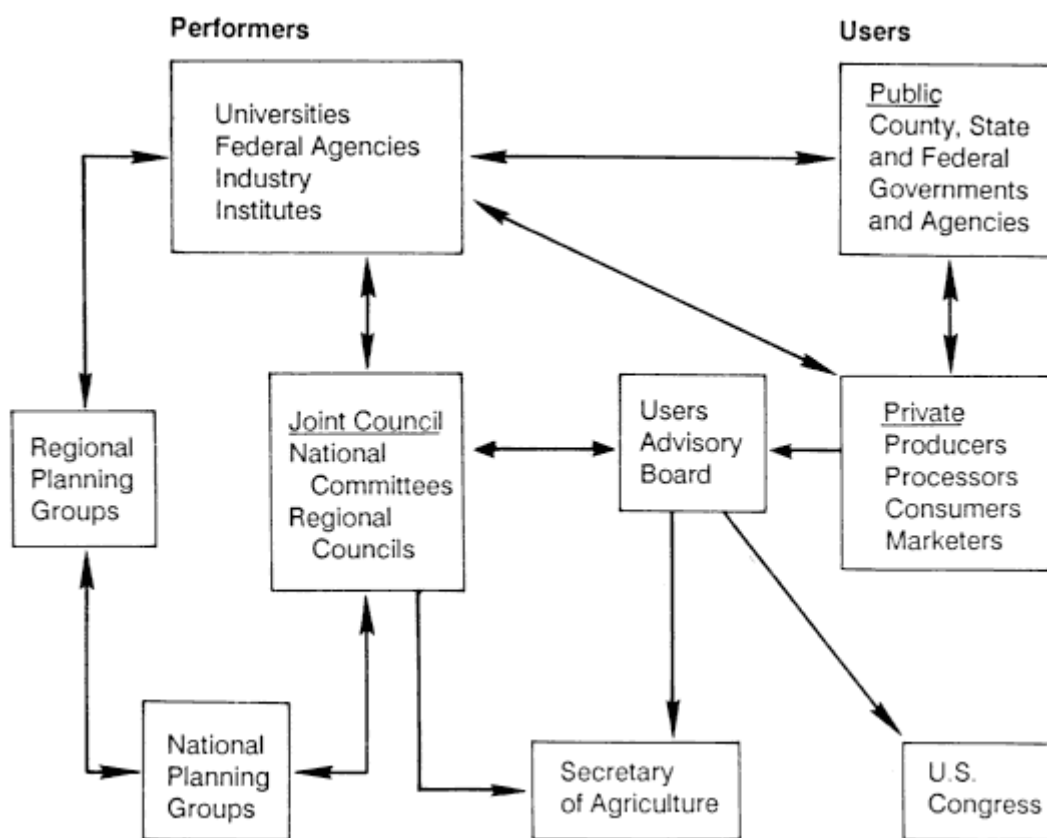 Performers
Users
Universities
Federal Agencies
Industry
Institutes
Public
County, State
and Federal
Governments
and Agencies
Regional
Planning
Groups
Joint Council
National
Committees
Regional
Councils
Users
Advisory
Board
Private
Producers
Processors
Consumers
Marketers
National
Planning
Groups
Secretary
of Agriculture
U.S.
Congress